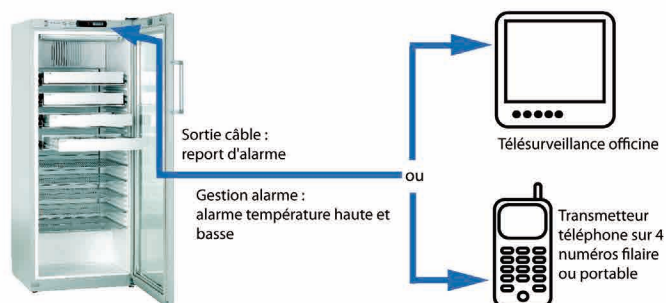 Sortie câble :
report d'alarme
Gestion alarme :
alarme température haute et
basse
ou
Télésurveillance officine
Transmetteur
téléphone sur 4
numéros filaire
ou portable